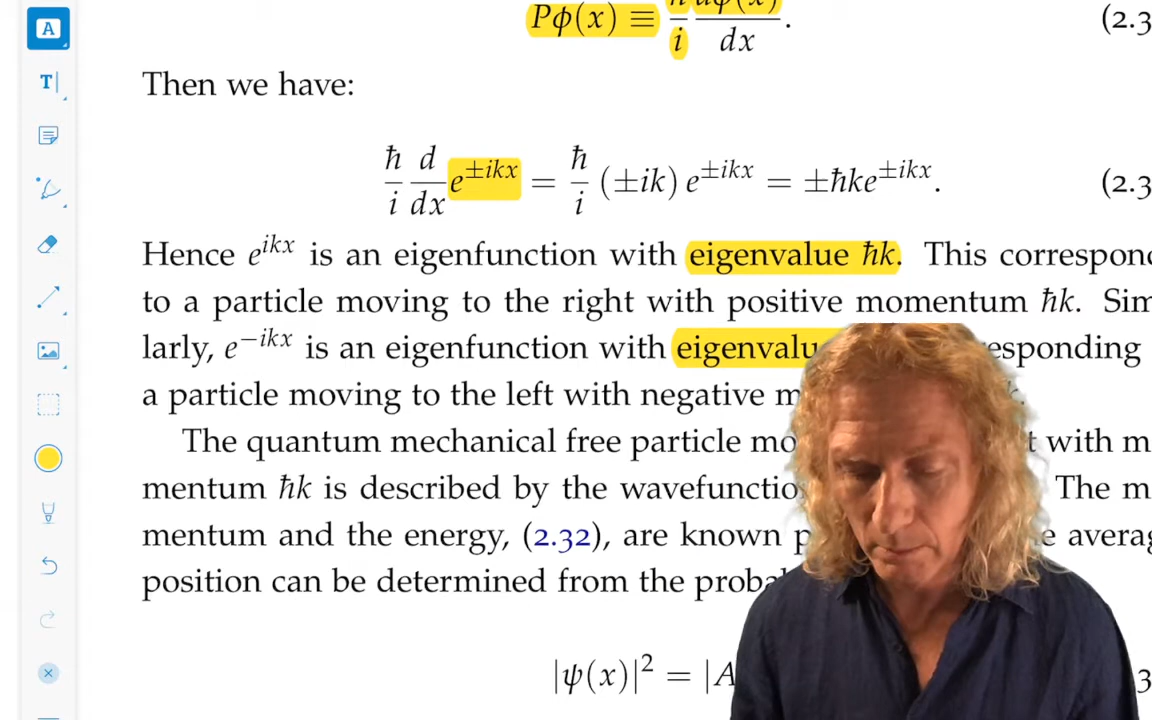 A
T|
Pϕ(x) ≡ ħ/i dϕ(x)/dx. (2.3
Then we have:
ħ/i d/dx e^{±ikx} = ħ/i (±ik) e^{±ikx} = ±ħke^{±ikx}. (2.3
Hence e^{ikx} is an eigenfunction with eigenvalue ħk. This correspon
to a particle moving to the right with positive momentum ħk. Sim
larly, e^{−ikx} is an eigenfunction with eigenvalu esponding
a particle moving to the left with negative m
The quantum mechanical free particle mo t with m
mentum ħk is described by the wavefunctio The m
mentum and the energy, (2.32), are known p e averag
position can be determined from the proba
|ψ(x)|² = |A 3